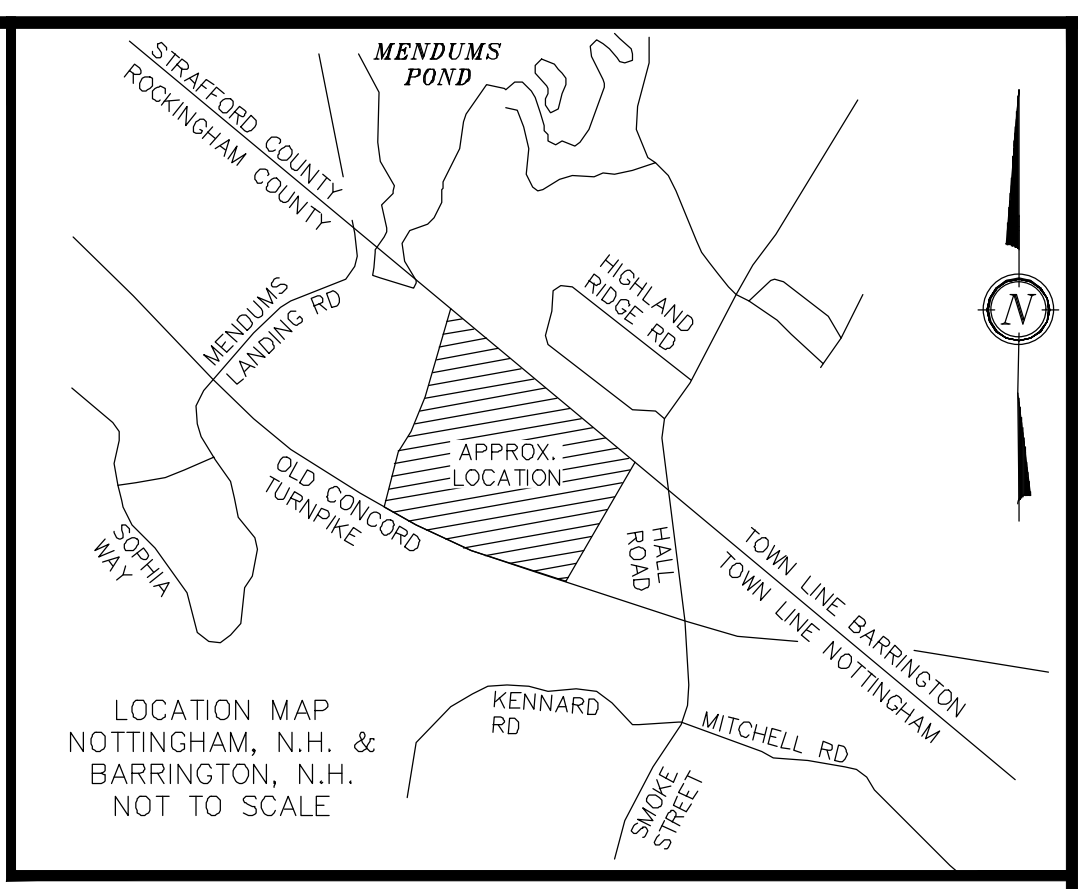 MENDUMS
POND
STRAFFORD COUNTY
ROCKINGHAM COUNTY
HIGHLAND
RIDGE RD
MENDUMS
LANDING RD
N
APPROX.
LOCATION
OLD CONCORD
TURNPIKE
SOPHIA
WAY
HALL
ROAD
TOWN LINE BARRINGTON
TOWN LINE NOTTINGHAM
KENNARD
RD
MITCHELL RD
SMOKE
STREET
LOCATION MAP
NOTTINGHAM, N.H. &
BARRINGTON, N.H.
NOT TO SCALE